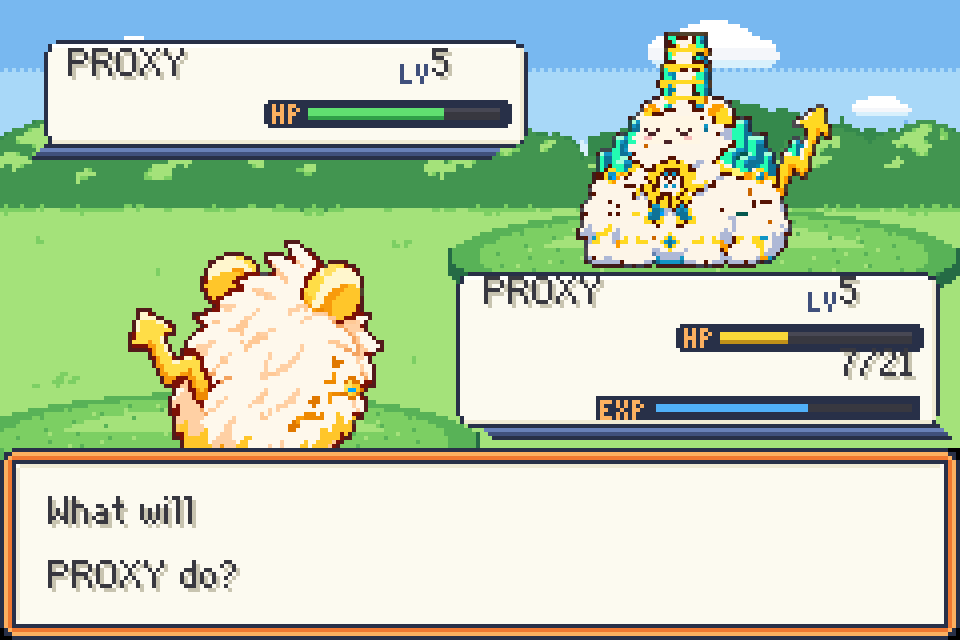 PROXY Lv5
HP
PROXY Lv5
HP
7/21
EXP
What will
PROXY do?